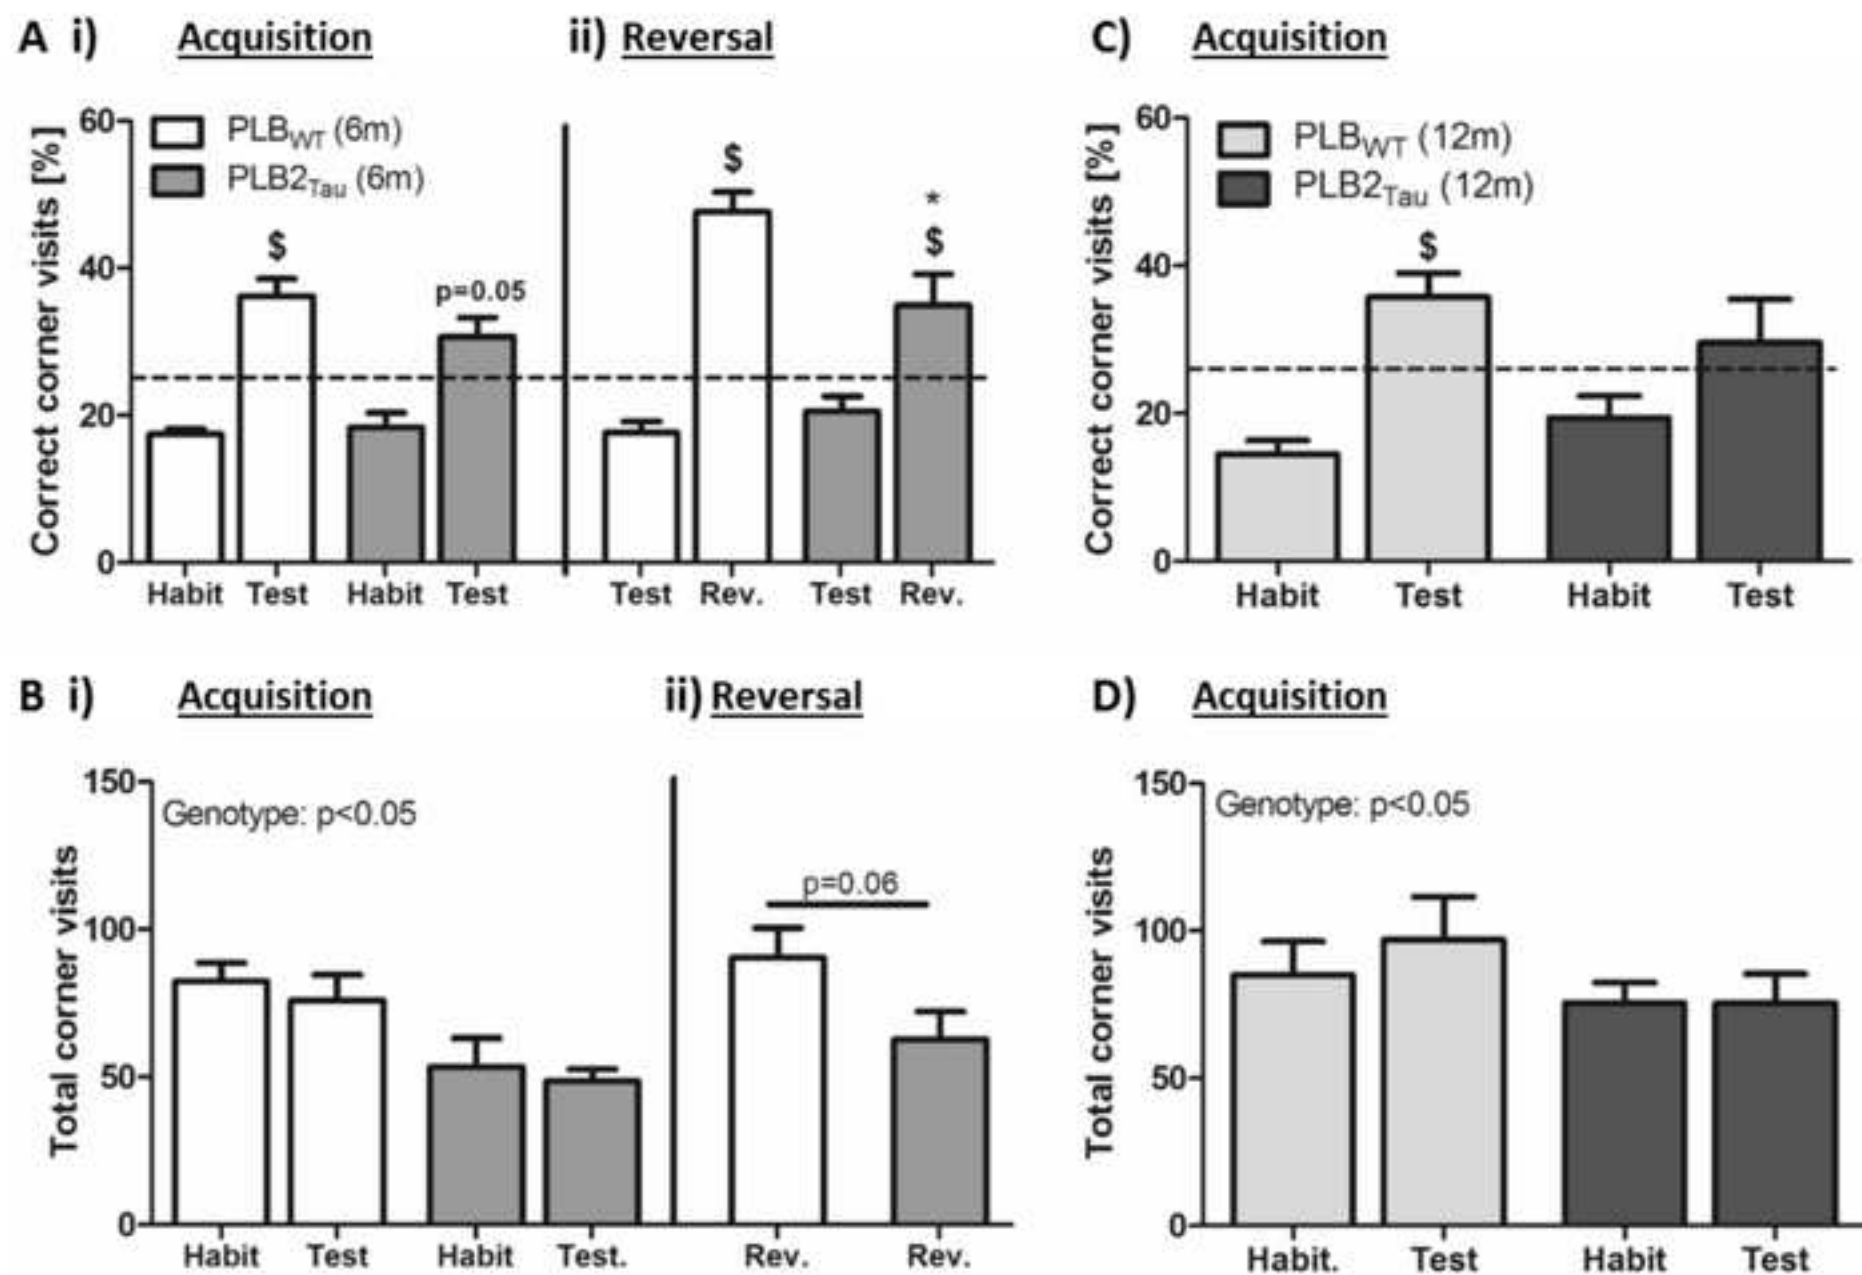 A i) Acquisition ii) Reversal
60
40
20
0
Correct corner visits [%]
PLBWT (6m)
PLB2Tau (6m)
$
p=0.05
$
*
$
Habit Test Habit Test Test Rev. Test Rev.
C) Acquisition
60
40
20
0
Correct corner visits [%]
PLBWT (12m)
PLB2Tau (12m)
$
Habit Test Habit Test
B i) Acquisition ii) Reversal
150
100
50
0
Total corner visits
Genotype: p<0.05
p=0.06
Habit Test Habit Test. Rev. Rev.
D) Acquisition
150
100
50
0
Total corner visits
Genotype: p<0.05
Habit. Test Habit Test